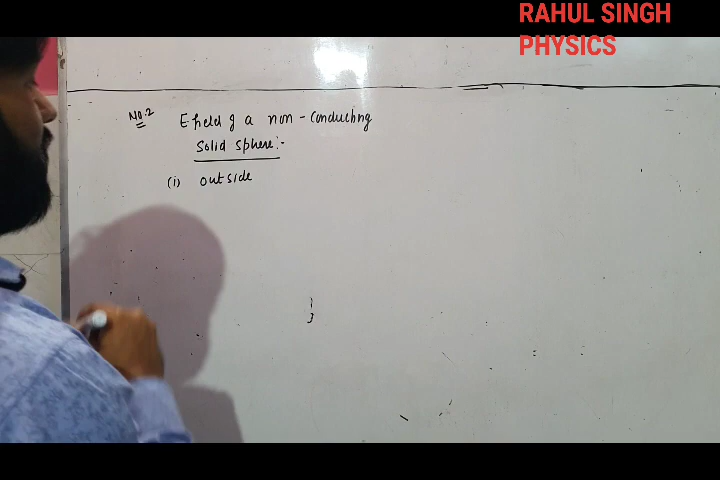 RAHUL SINGH
PHYSICS
No.2 E-field of a non-conducting
Solid sphere:-
(i) outside